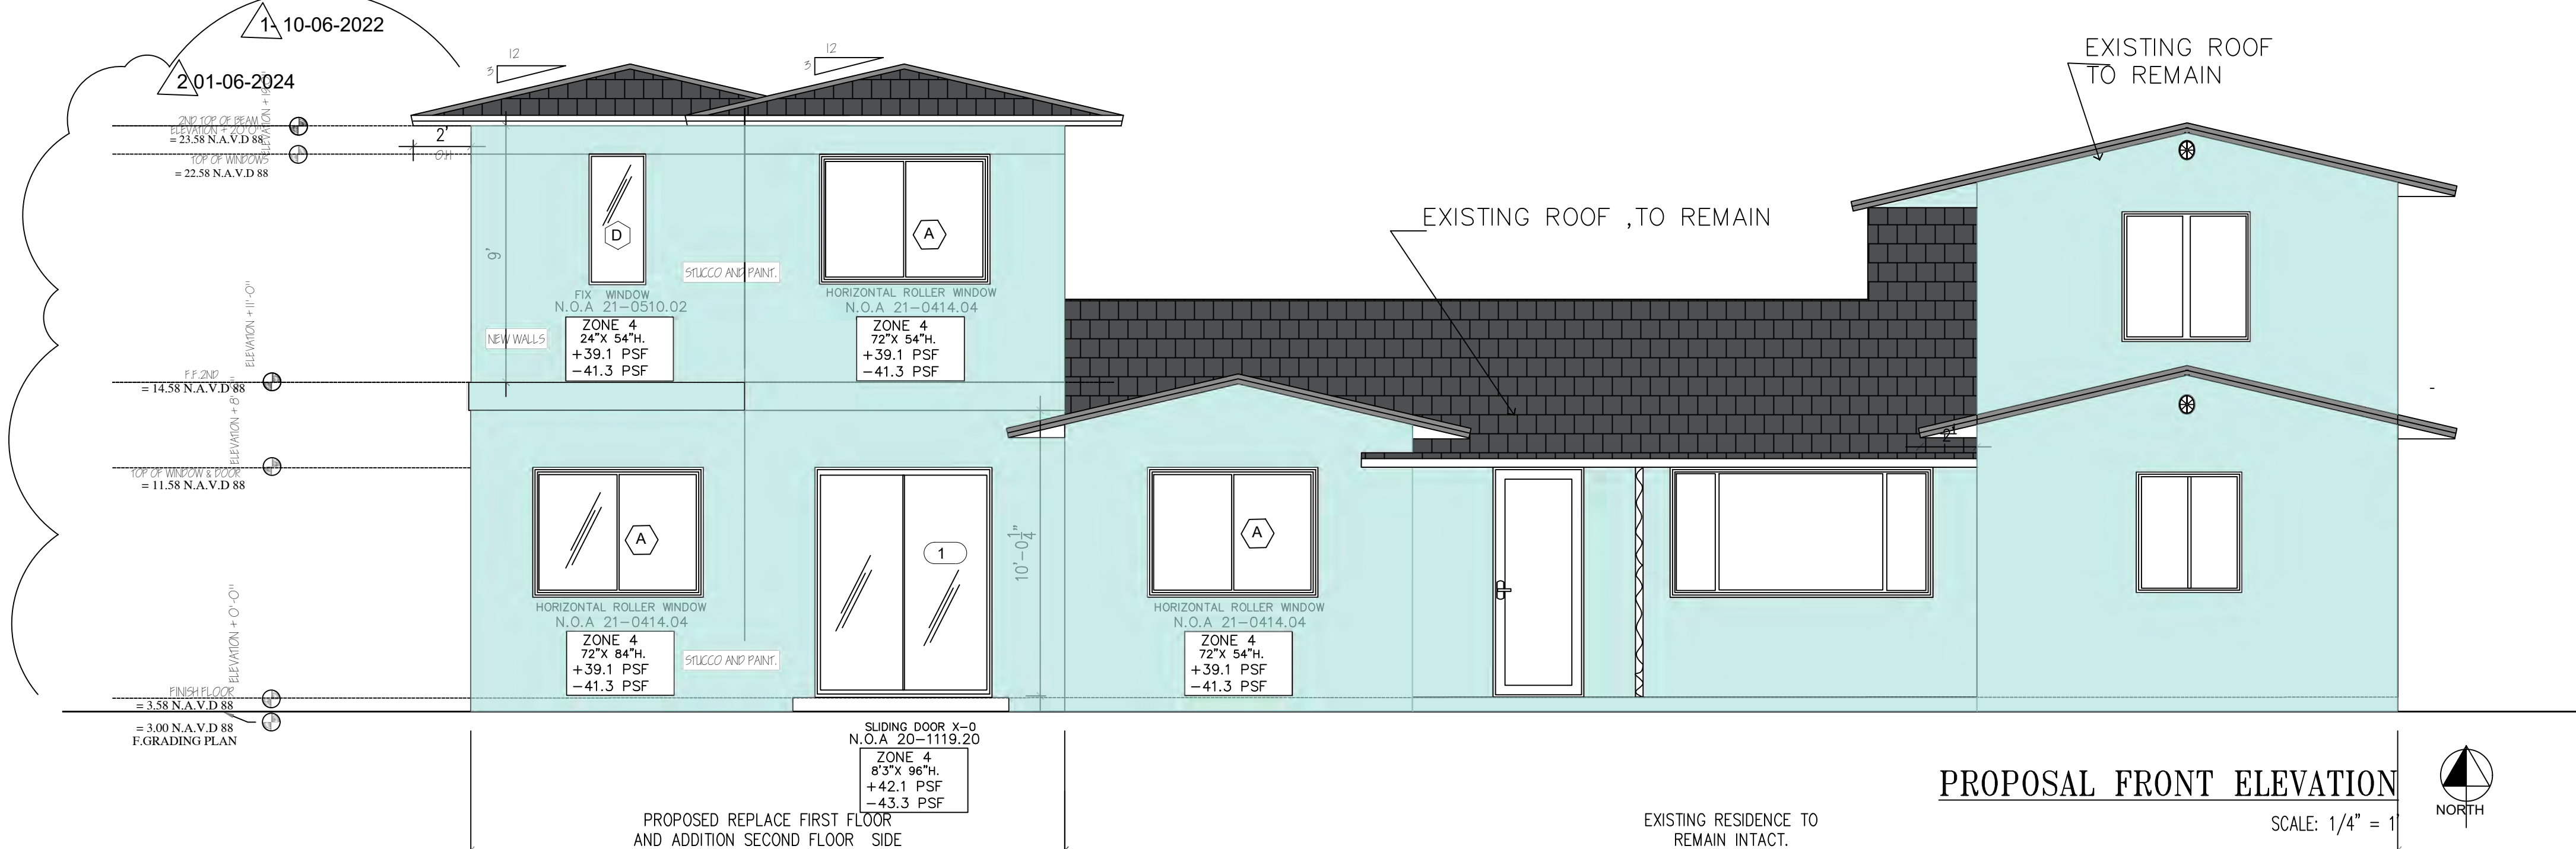 1- 10-06-2022
2 01-06-2024
12
3
12
3
EXISTING ROOF
TO REMAIN
2ND TOP OF BEAM
ELEVATION + 20'0"
= 23.58 N.A.V.D 88
TOP OF WINDOWS
= 22.58 N.A.V.D 88
2'
O.H
EXISTING ROOF ,TO REMAIN
9'
D
A
STUCCO AND PAINT.
FIX WINDOW
N.O.A 21-0510.02
ZONE 4
24"X 54"H.
+39.1 PSF
-41.3 PSF
HORIZONTAL ROLLER WINDOW
N.O.A 21-0414.04
ZONE 4
72"X 54"H.
+39.1 PSF
-41.3 PSF
NEW WALLS
ELEVATION + 11'-0"
F.F.2ND
= 14.58 N.A.V.D 88
ELEVATION + 8'
TOP OF WINDOW & DOOR
= 11.58 N.A.V.D 88
2'
A
1
10'-0 1/4"
A
HORIZONTAL ROLLER WINDOW
N.O.A 21-0414.04
ZONE 4
72"X 84"H.
+39.1 PSF
-41.3 PSF
STUCCO AND PAINT.
HORIZONTAL ROLLER WINDOW
N.O.A 21-0414.04
ZONE 4
72"X 54"H.
+39.1 PSF
-41.3 PSF
ELEVATION + 0'-0"
FINISH FLOOR
= 3.58 N.A.V.D 88
= 3.00 N.A.V.D 88
F.GRADING PLAN
SLIDING DOOR X-0
N.O.A 20-1119.20
ZONE 4
8'3"X 96"H.
+42.1 PSF
-43.3 PSF
PROPOSED REPLACE FIRST FLOOR
AND ADDITION SECOND FLOOR SIDE
EXISTING RESIDENCE TO
REMAIN INTACT.
PROPOSAL FRONT ELEVATION
SCALE: 1/4" = 1'
NORTH